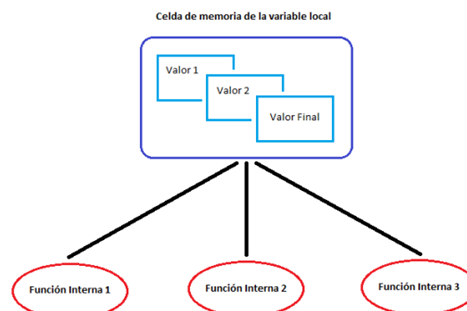 Celda de memoria de la variable local
Valor 1
Valor 2
Valor Final
Función Interna 1
Función Interna 2
Función Interna 3